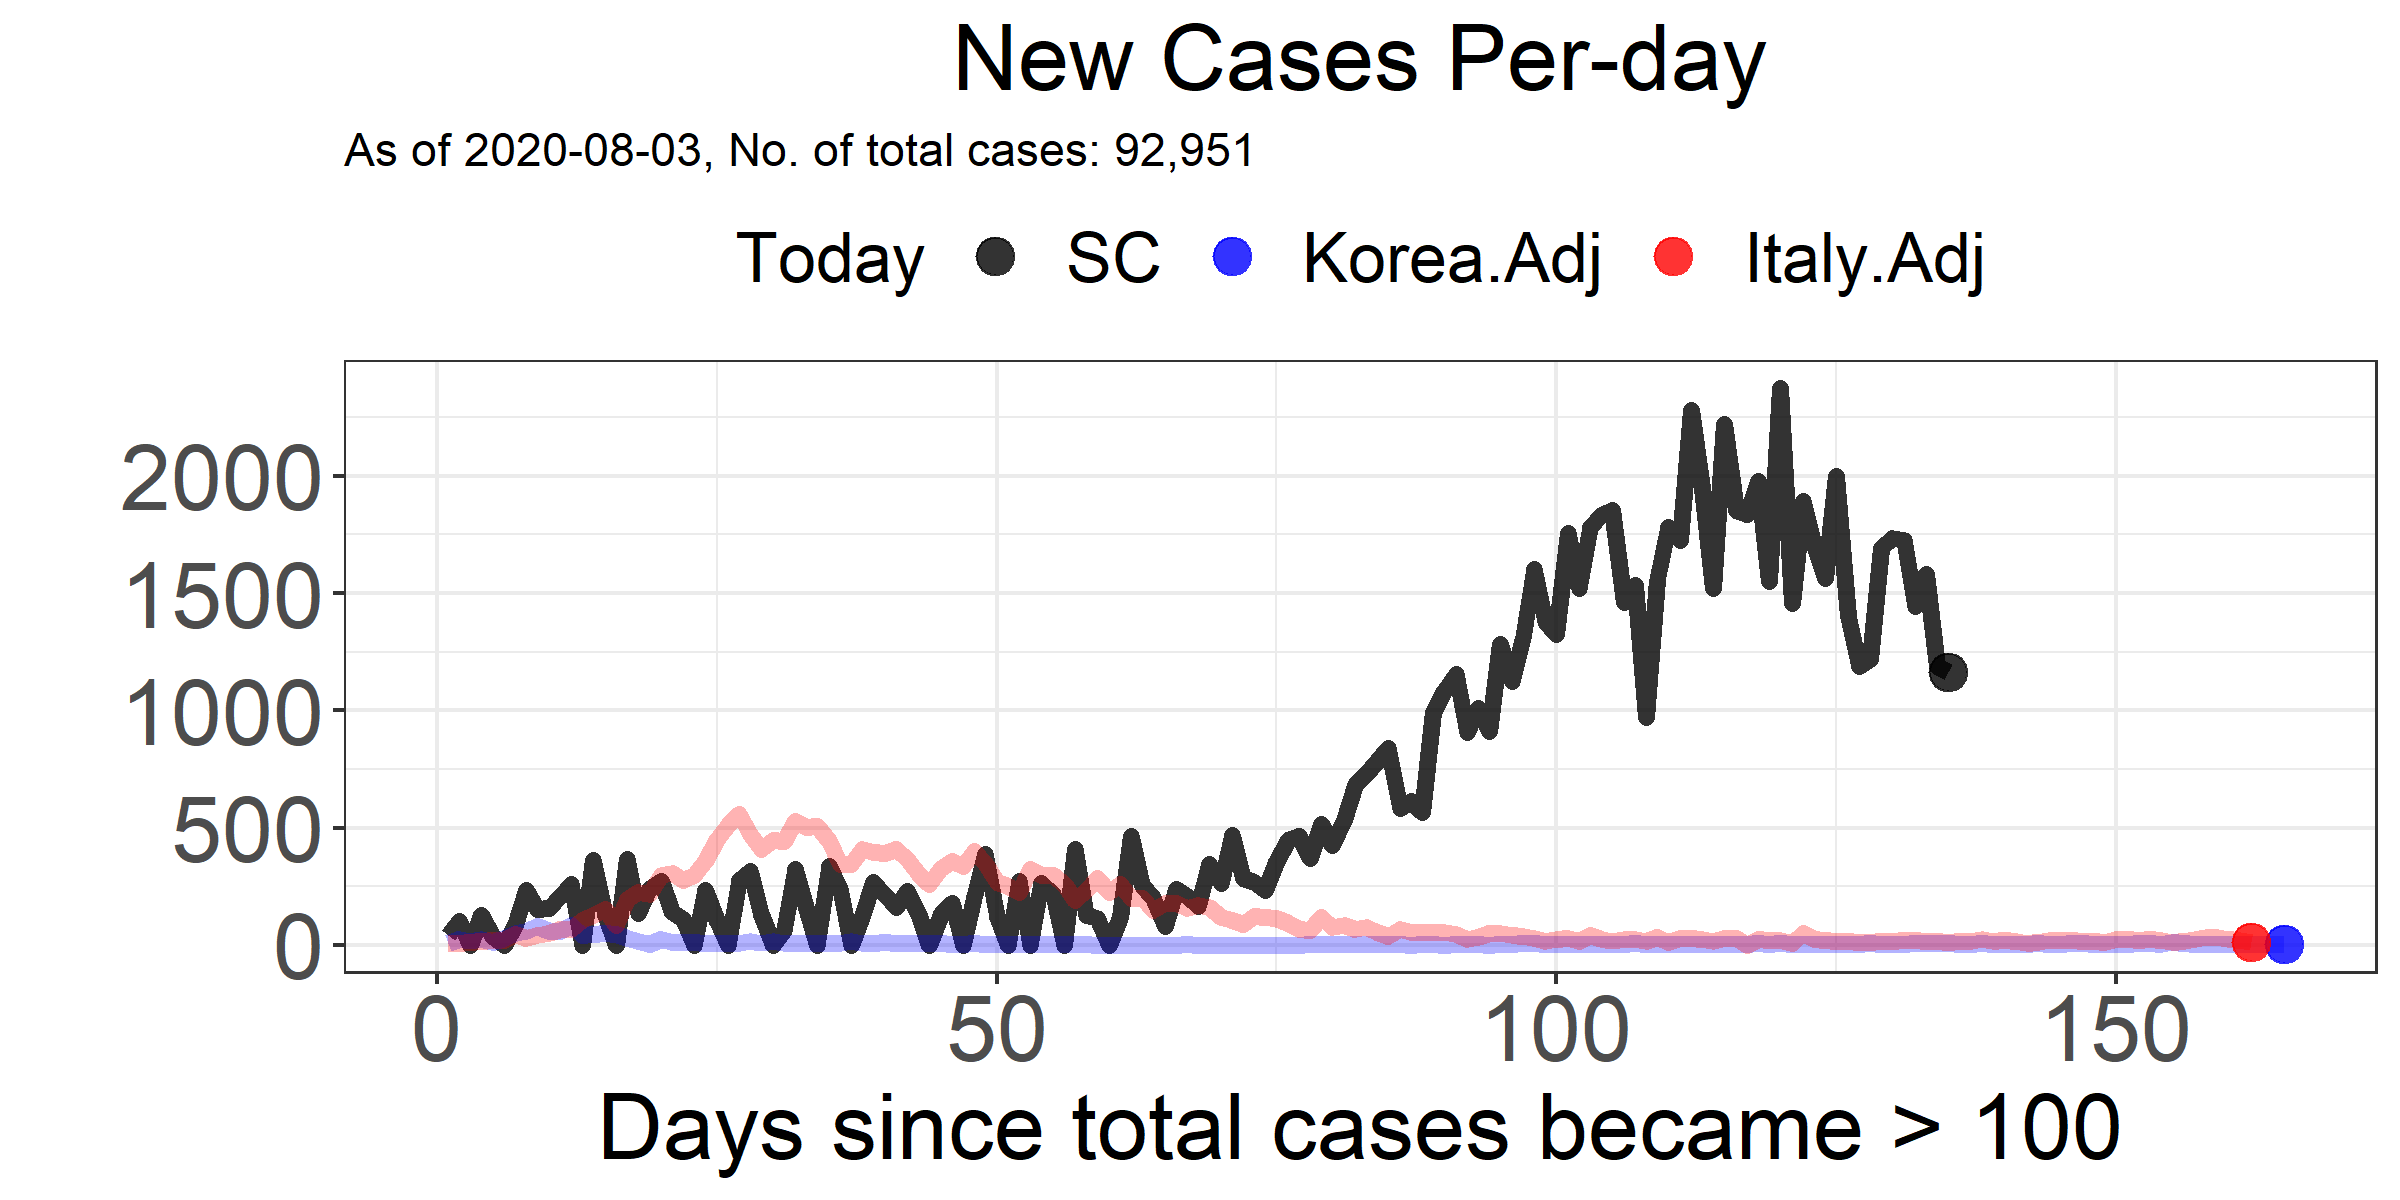 New Cases Per-day
As of 2020-08-03, No. of total cases: 92,951
Today SC Korea.Adj Italy.Adj
2000
1500
1000
500
0
0 50 100 150
Days since total cases became > 100